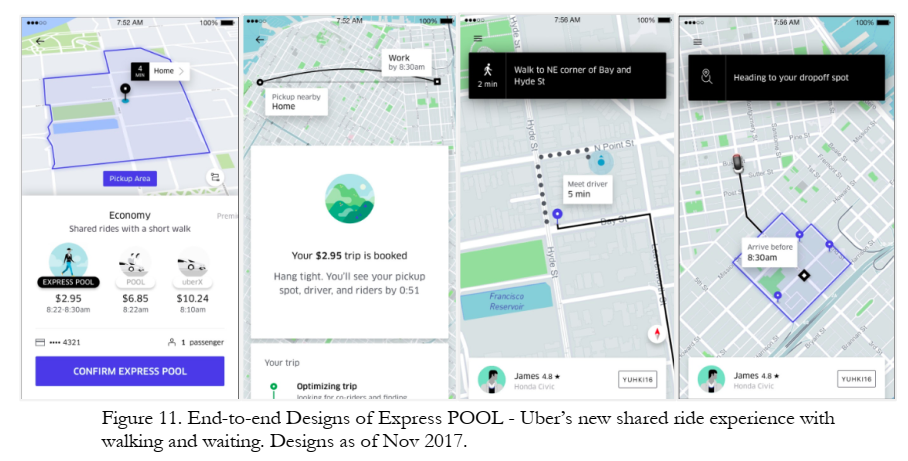 7:52 AM
100%
4
MIN
Home
Pickup Area
Economy
Premi
Shared rides with a short walk
EXPRESS POOL
POOL
uberX
$2.95
$6.85
$10.24
8:22-8:30am
8:22am
8:10am
•••• 4321
1 passenger
CONFIRM EXPRESS POOL
7:52 AM
100%
Work
by 8:30am
Pickup nearby
Home
Your $2.95 trip is booked
Hang tight. You'll see your pickup
spot, driver, and riders by 0:51
Your trip
Optimizing trip
looking for co-riders and finding
7:56 AM
100%
2 min
Walk to NE corner of Bay and
Hyde St
Hyde St
N Point St
Meet driver
5 min
Bay St
Hyde St
Francisco
Reservoir
James 4.8 ★
Honda Civic
YUHKI16
7:56 AM
100%
Heading to your dropoff spot
Pine St
Sutter St
Post St
Arrive before
8:30am
Bryant St
James 4.8 ★
Honda Civic
YUHKI16
Figure 11. End-to-end Designs of Express POOL - Uber's new shared ride experience with
walking and waiting. Designs as of Nov 2017.